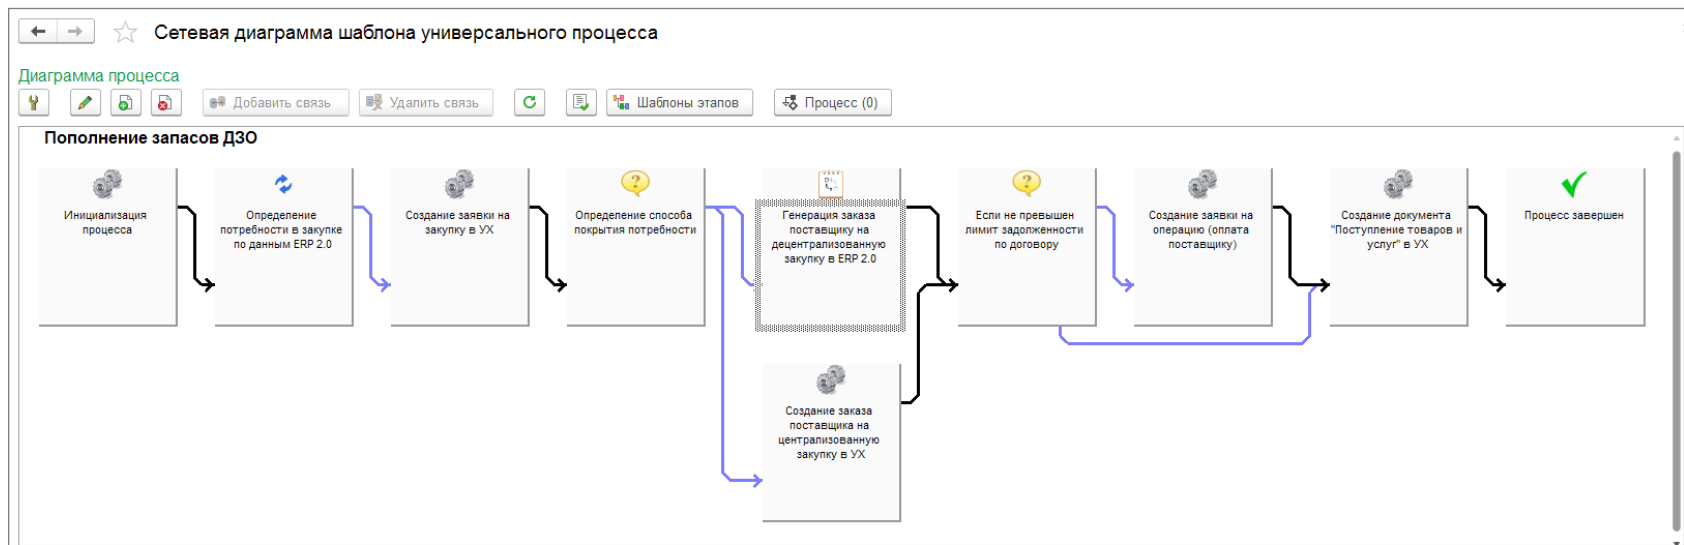 Сетевая диаграмма шаблона универсального процесса
Диаграмма процесса
Добавить связь
Удалить связь
Шаблоны этапов
Процесс (0)
Пополнение запасов ДЗО
Инициализация
процесса
Определение
потребности в закупке
по данным ERP 2.0
Создание заявки на
закупку в УХ
Определение способа
покрытия потребности
Генерация заказа
поставщику на
децентрализованную
закупку в ERP 2.0
Если не превышен
лимит задолженности
по договору
Создание заявки на
операцию (оплата
поставщику)
Создание документа
"Поступление товаров и
услуг" в УХ
Процесс завершен
Создание заказа
поставщика на
централизованную
закупку в УХ